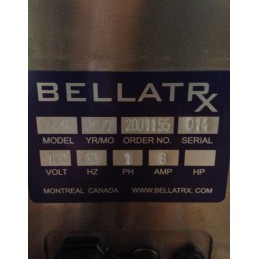 BELLATRX
2001155 014
MODEL YR/MO ORDER NO. SERIAL
1 6
VOLT HZ PH AMP HP
MONTREAL CANADA WWW.BELLATRX.COM